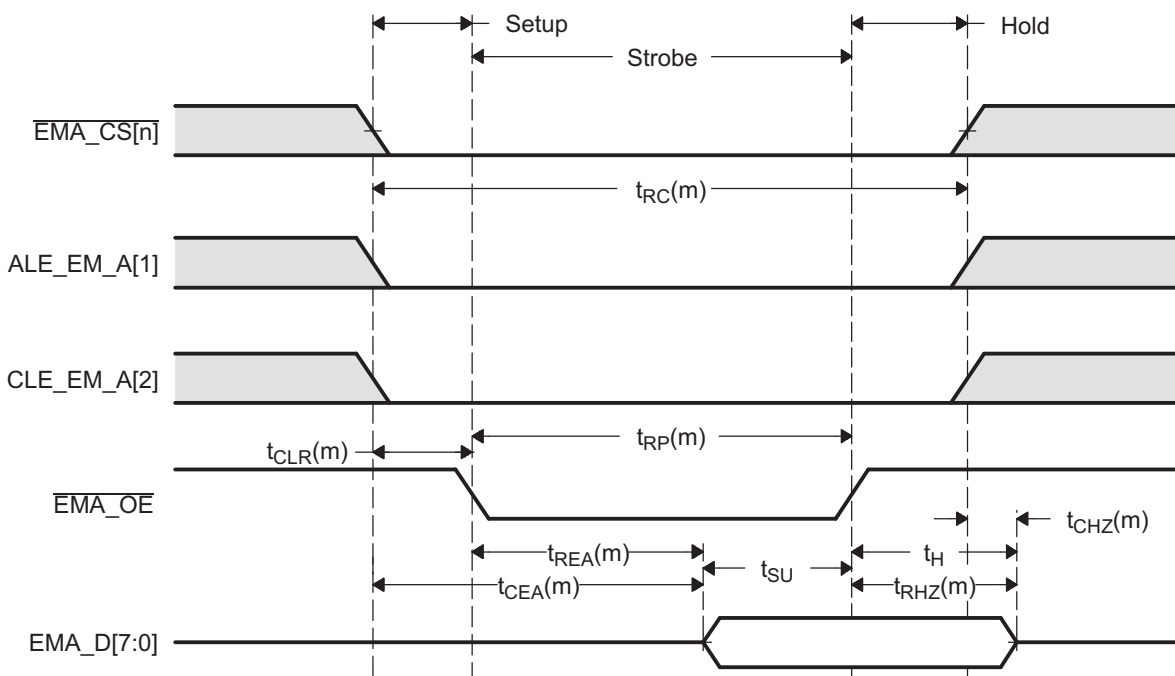 Setup
Hold
Strobe
EMA_CS[n]
tRC(m)
ALE_EM_A[1]
CLE_EM_A[2]
tRP(m)
tCLR(m)
EMA_OE
tCHZ(m)
tREA(m)
tH
tSU
tCEA(m)
tRHZ(m)
EMA_D[7:0]